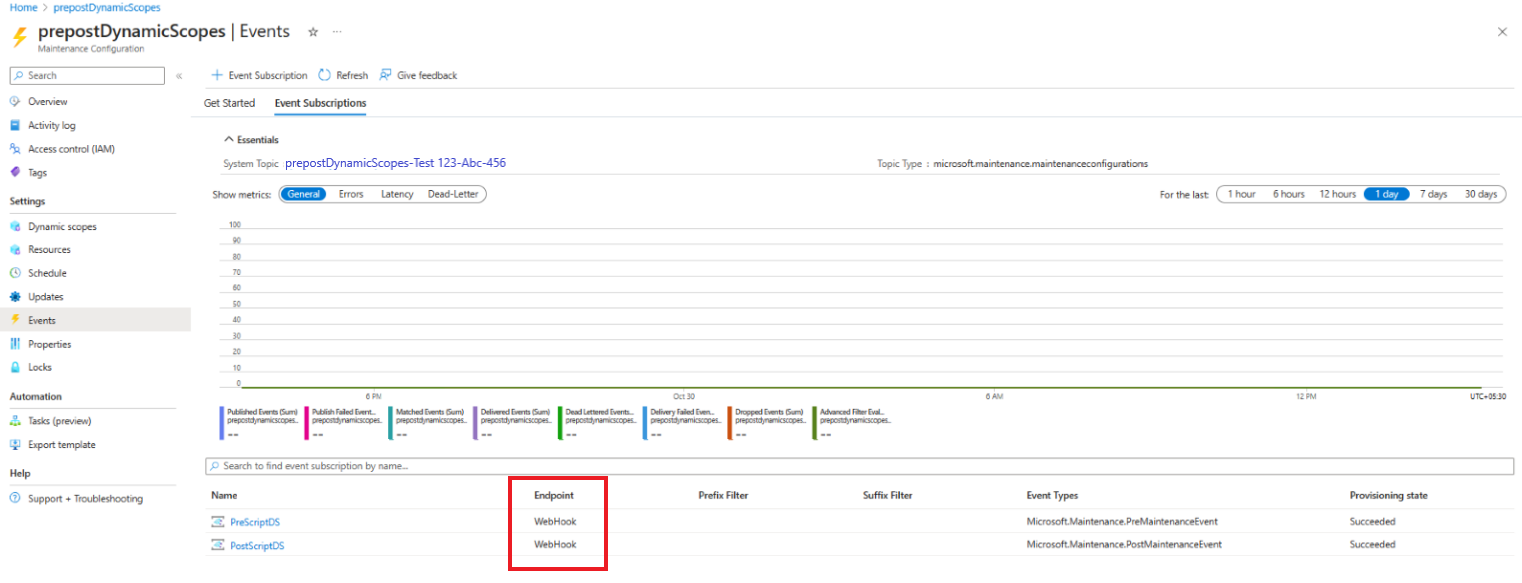 Home > prepostDynamicScopes
prepostDynamicScopes | Events ☆ ...
Maintenance Configuration
Search
«
Overview
Activity log
Access control (IAM)
Tags
Settings
Dynamic scopes
Resources
Schedule
Updates
Events
Properties
Locks
Automation
Tasks (preview)
Export template
Help
Support + Troubleshooting
+ Event Subscription Refresh Give feedback
Get Started Event Subscriptions
Essentials
System Topic prepostDynamicScopes-Test 123-Abc-456 Topic Type : microsoft.maintenance.maintenanceconfigurations
Show metrics: General Errors Latency Dead-Letter For the last: 1 hour 6 hours 12 hours 1 day 7 days 30 days
100
90
80
70
60
50
40
30
20
10
0
6 PM Oct 30 6 AM 12 PM UTC+05:30
Published Events (Sum) Publish Failed Event... Matched Events (Sum) Delivered Events (Sum) Dead Lettered Events... Delivery Failed Even... Dropped Events (Sum) Advanced Filter Eval...
prepostdynamicscopes... prepostdynamicscopes... prepostdynamicscopes... prepostdynamicscopes... prepostdynamicscopes... prepostdynamicscopes... prepostdynamicscopes... prepostdynamicscopes...
-- -- -- -- -- -- -- --
Search to find event subscription by name...
Name Endpoint Prefix Filter Suffix Filter Event Types Provisioning state
PreScriptDS WebHook Microsoft.Maintenance.PreMaintenanceEvent Succeeded
PostScriptDS WebHook Microsoft.Maintenance.PostMaintenanceEvent Succeeded